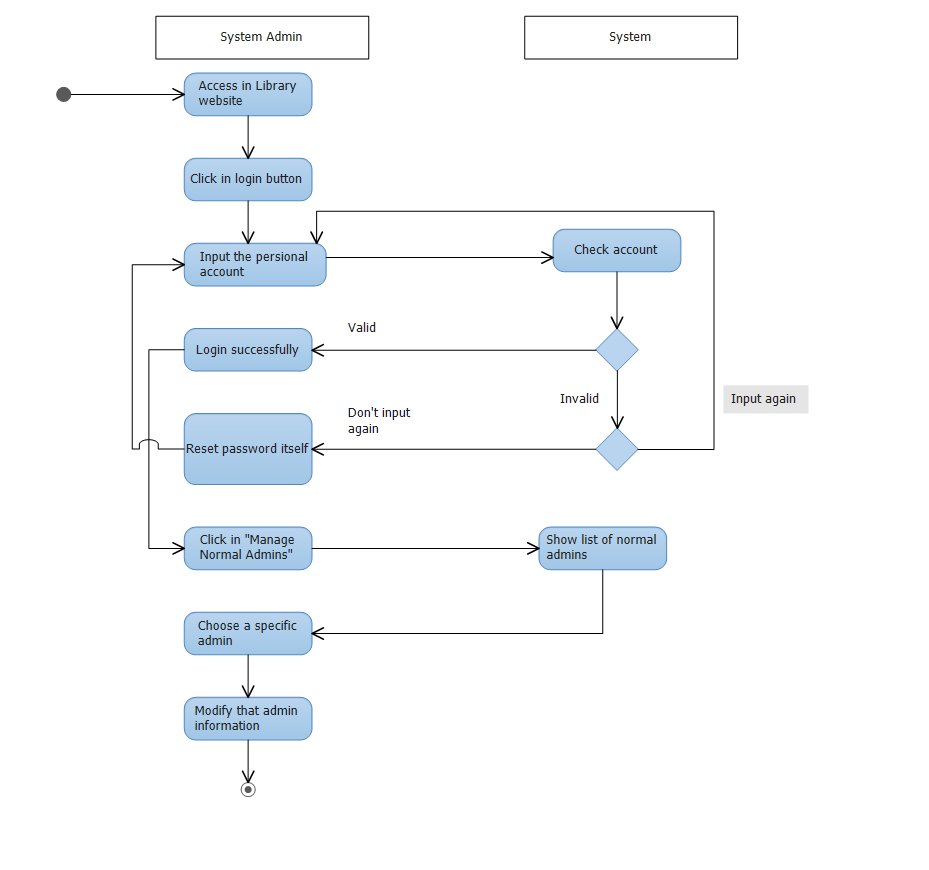 System Admin
System
Access in Library
website
Click in login button
Input the persional
account
Check account
Valid
Login successfully
Invalid
Input again
Don't input
again
Reset password itself
Click in "Manage
Normal Admins"
Show list of normal
admins
Choose a specific
admin
Modify that admin
information